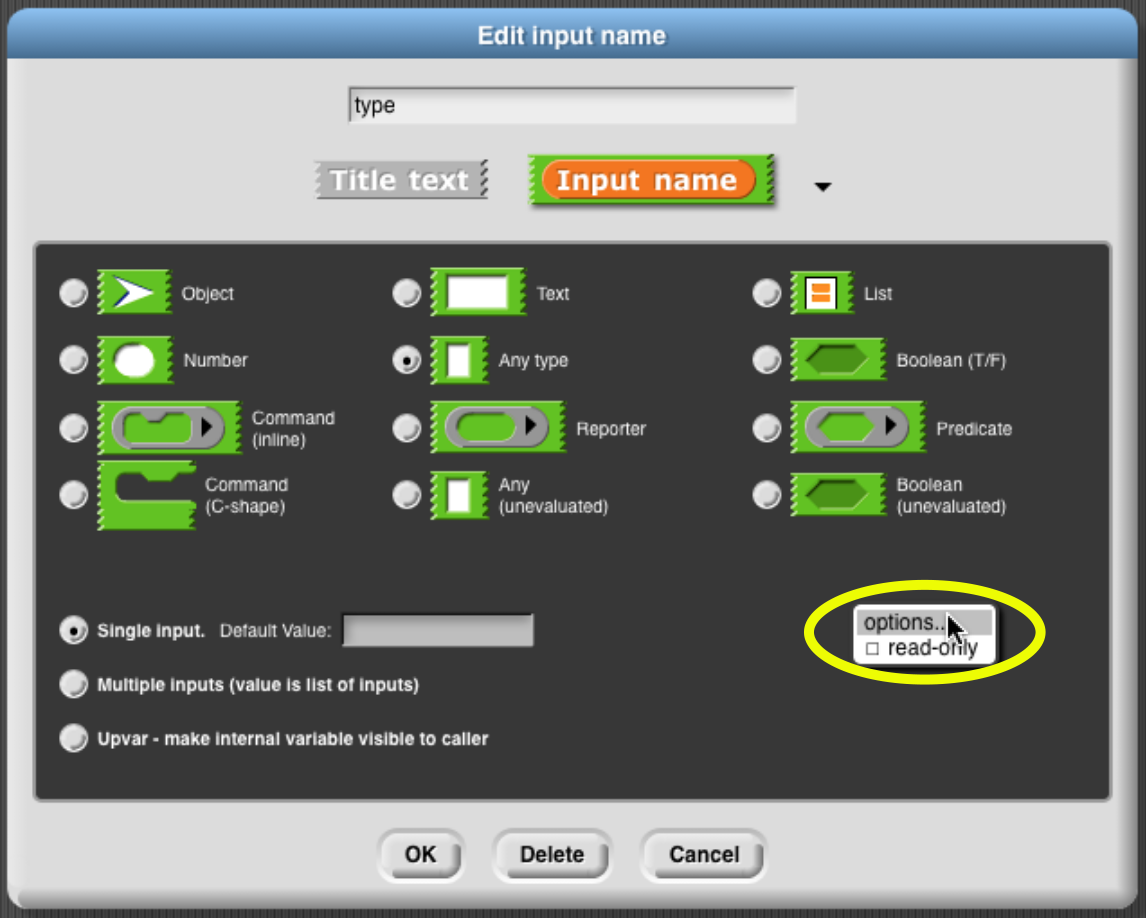 Edit input name
type
Title text Input name
Object Text List
Number Any type Boolean (T/F)
Command
(inline)
Reporter Predicate
Command
(C-shape)
Any
(unevaluated)
Boolean
(unevaluated)
Single input. Default Value:
options..
read-only
Multiple inputs (value is list of inputs)
Upvar - make internal variable visible to caller
OK Delete Cancel